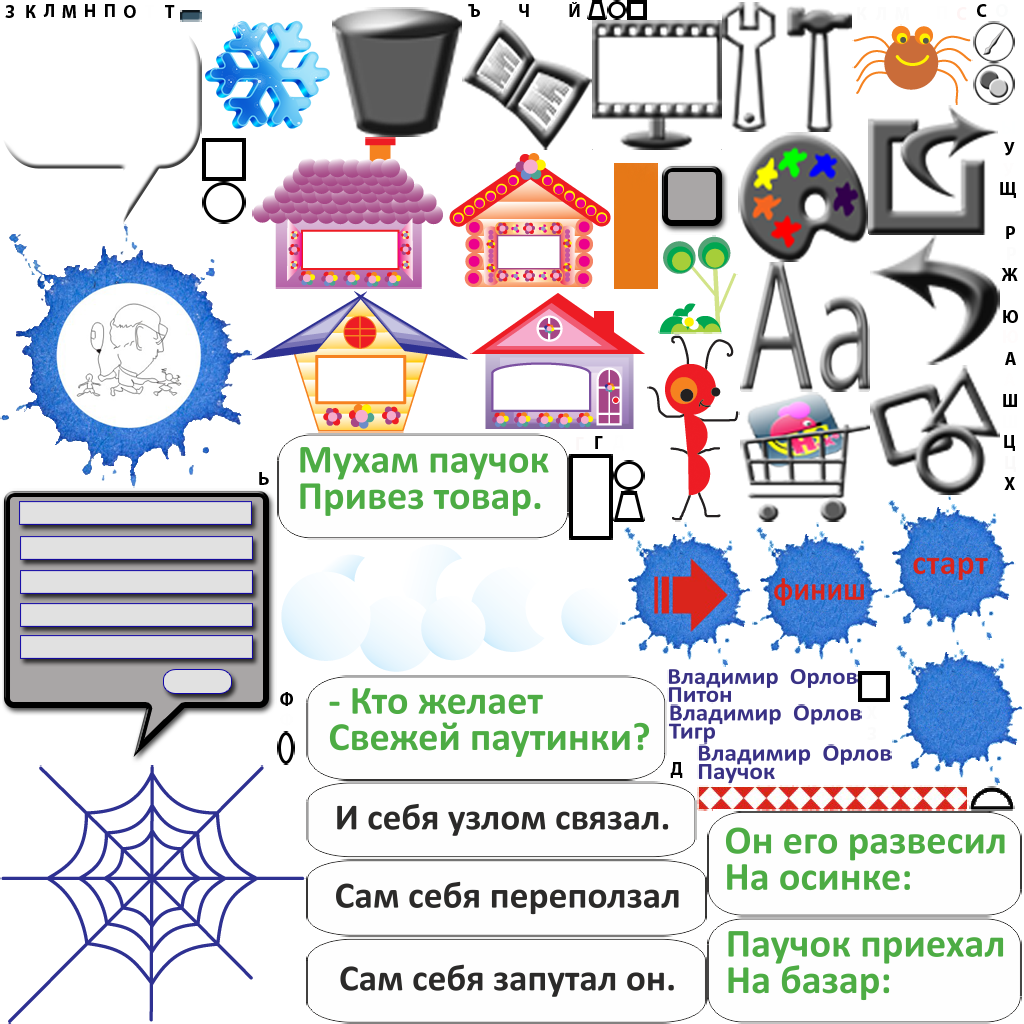 З К Л М Н П О Т
Ъ Ч Й
С
У
Щ
Р
Ж
Ю
А
Ш
Ц
Х
Аа
Ь
Г
Мухам паучок
Привез товар.
старт
финиш
Ф
- Кто желает
Свежей паутинки?
Владимир Орлов
Питон
Владимир Орлов
Тигр
Владимир Орлов
Паучок
Д
И себя узлом связал.
Он его развесил
На осинке:
Сам себя переползал
Паучок приехал
На базар:
Сам себя запутал он.